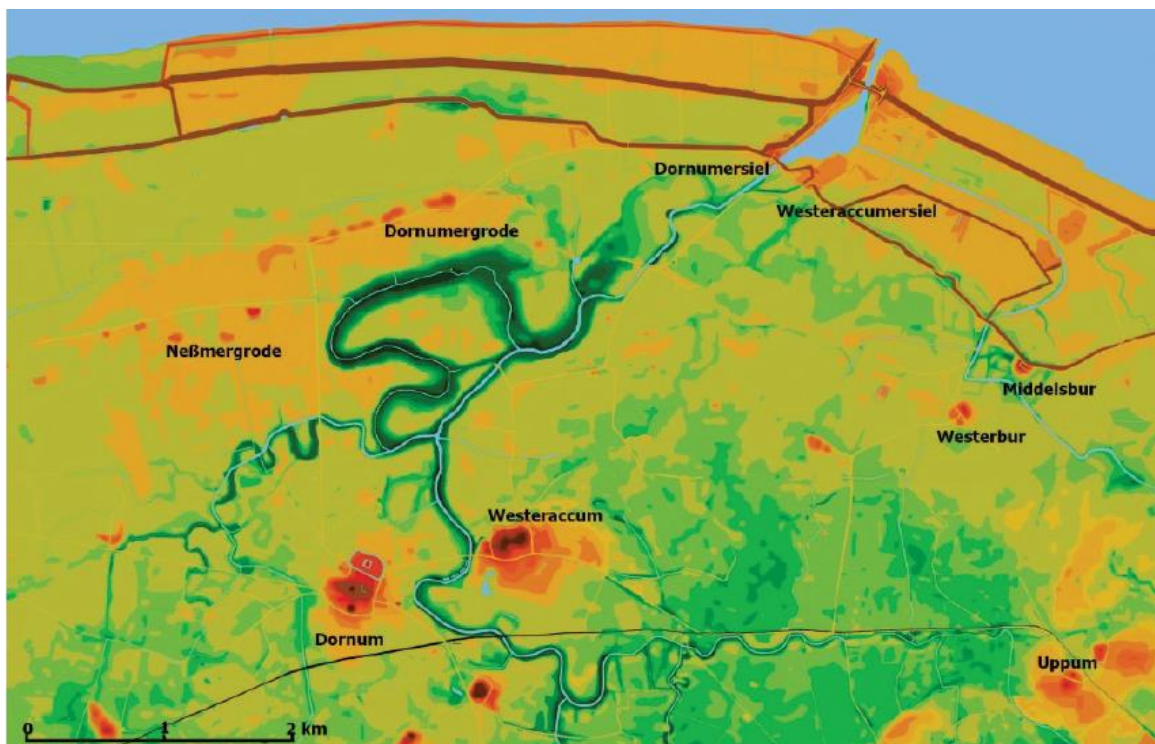 Dornumersiel
Westeraccumersiel
Dornumergrode
Neßmergrode
Middelsbur
Westerbur
Westeraccum
Dornum
Uppum
0 1 2 km